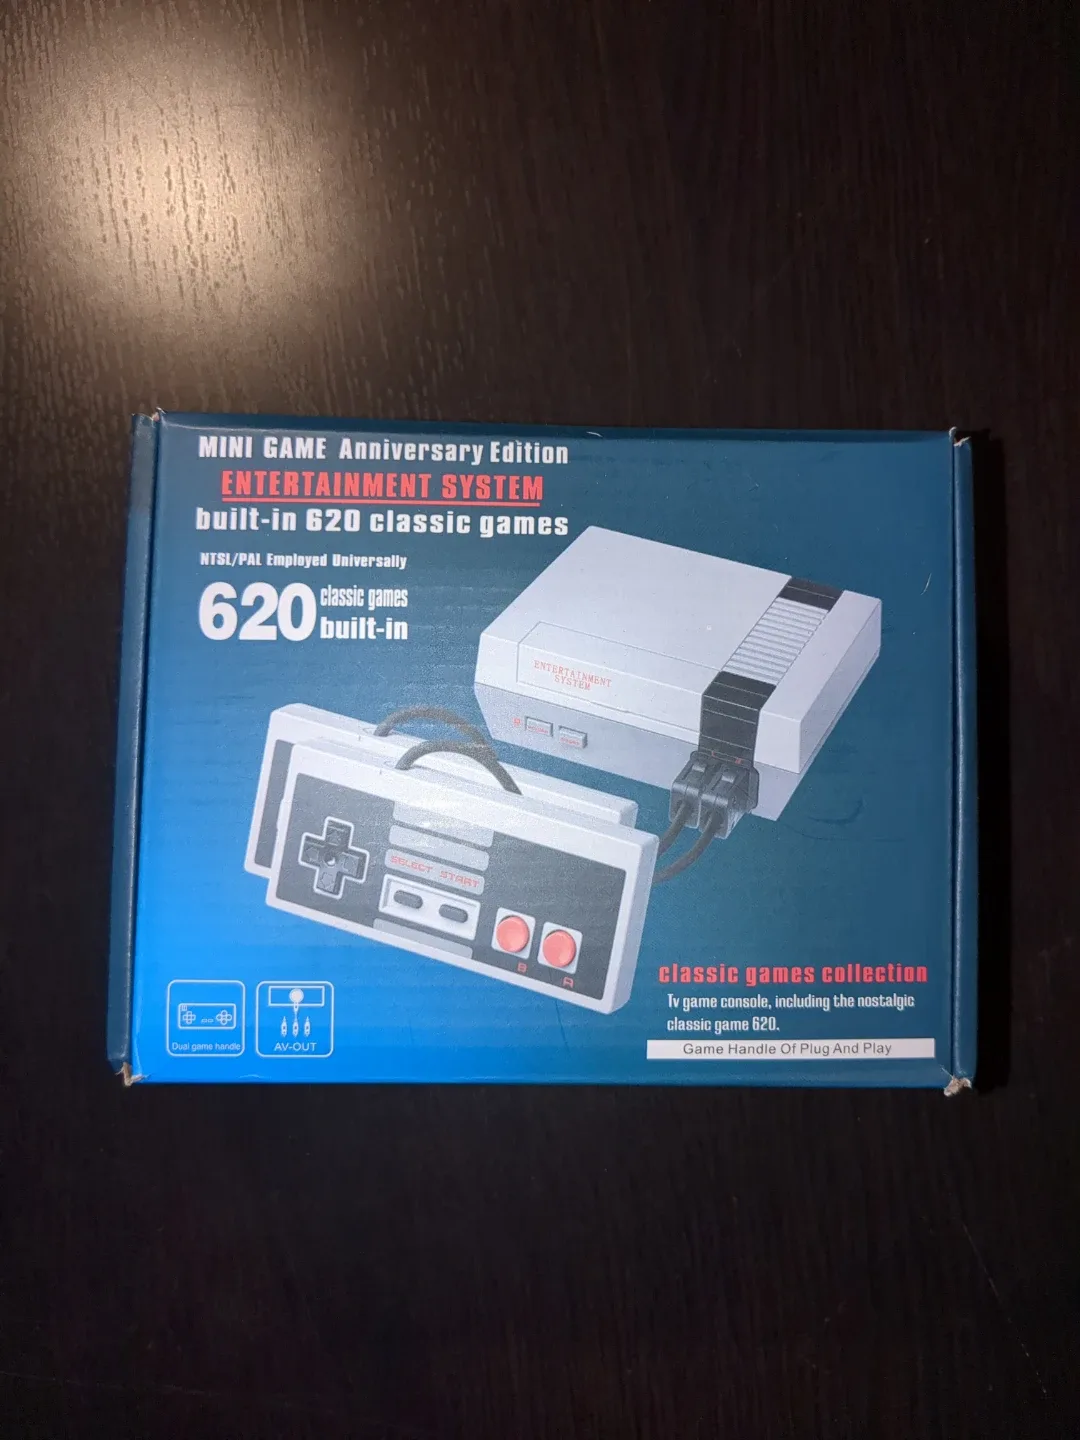 MINI GAME Anniversary Edition
ENTERTAINMENT SYSTEM
built-in 620 classic games
NTSL/PAL Employed Universally
620 classic games
built-in
ENTERTAINMENT
SYSTEM
SELECT START
B A
Dual game handle
AV-OUT
classic games collection
Tv game console, including the nostalgic
classic game 620.
Game Handle Of Plug And Play